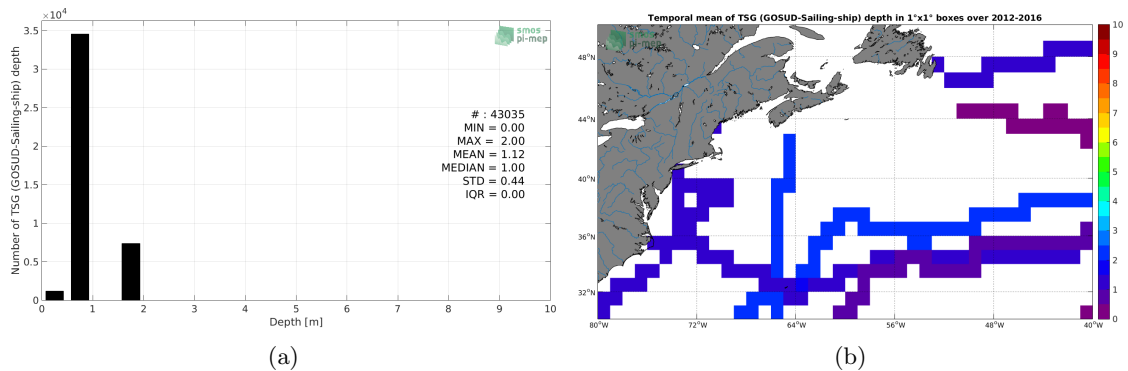 ×10⁴
3.5
3
2.5
2
1.5
1
0.5
0
Number of TSG (GOSUD-Sailing-ship) depth
smos
pi-mep
# : 43035
MIN = 0.00
MAX = 2.00
MEAN = 1.12
MEDIAN = 1.00
STD = 0.44
IQR = 0.00
0 1 2 3 4 5 6 7 8 9 10
Depth [m]
(a)
Temporal mean of TSG (GOSUD-Sailing-ship) depth in 1°x1° boxes over 2012-2016
smos
pi-mep
48°N
44°N
40°N
36°N
32°N
80°W 72°W 64°W 56°W 48°W 40°W
10
9
8
7
6
5
4
3
2
1
0
(b)